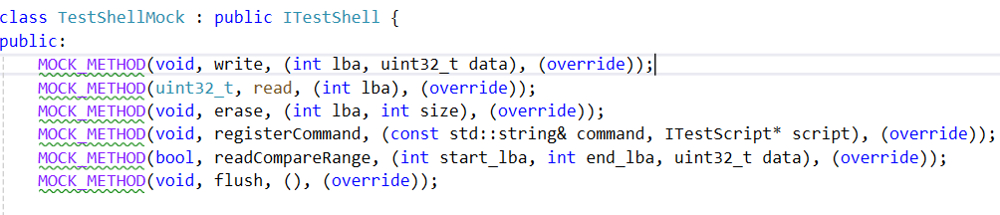 class TestShellMock : public ITestShell {
public:
    MOCK_METHOD(void, write, (int lba, uint32_t data), (override));
    MOCK_METHOD(uint32_t, read, (int lba), (override));
    MOCK_METHOD(void, erase, (int lba, int size), (override));
    MOCK_METHOD(void, registerCommand, (const std::string& command, ITestScript* script), (override));
    MOCK_METHOD(bool, readCompareRange, (int start_lba, int end_lba, uint32_t data), (override));
    MOCK_METHOD(void, flush, (), (override));